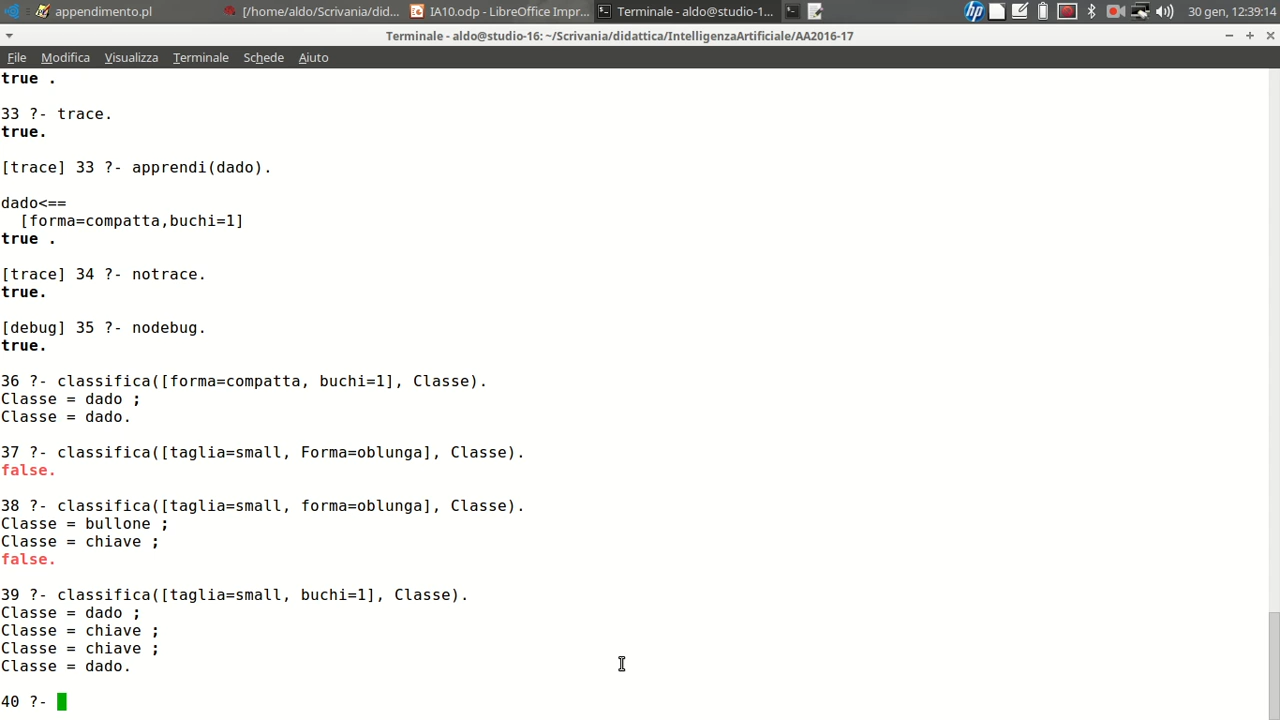 appendimento.pl
[/home/aldo/Scrivania/did...
IA10.odp - LibreOffice Impr...
Terminale - aldo@studio-1...
30 gen, 12:39:14
Terminale - aldo@studio-16: ~/Scrivania/didattica/IntelligenzaArtificiale/AA2016-17
File Modifica Visualizza Terminale Schede Aiuto
true .
33 ?- trace.
true.
[trace] 33 ?- apprendi(dado).
dado<==
[forma=compatta,buchi=1]
true .
[trace] 34 ?- notrace.
true.
[debug] 35 ?- nodebug.
true.
36 ?- classifica([forma=compatta, buchi=1], Classe).
Classe = dado ;
Classe = dado.
37 ?- classifica([taglia=small, Forma=oblunga], Classe).
false.
38 ?- classifica([taglia=small, forma=oblunga], Classe).
Classe = bullone ;
Classe = chiave ;
false.
39 ?- classifica([taglia=small, buchi=1], Classe).
Classe = dado ;
Classe = chiave ;
Classe = chiave ;
Classe = dado.
40 ?-